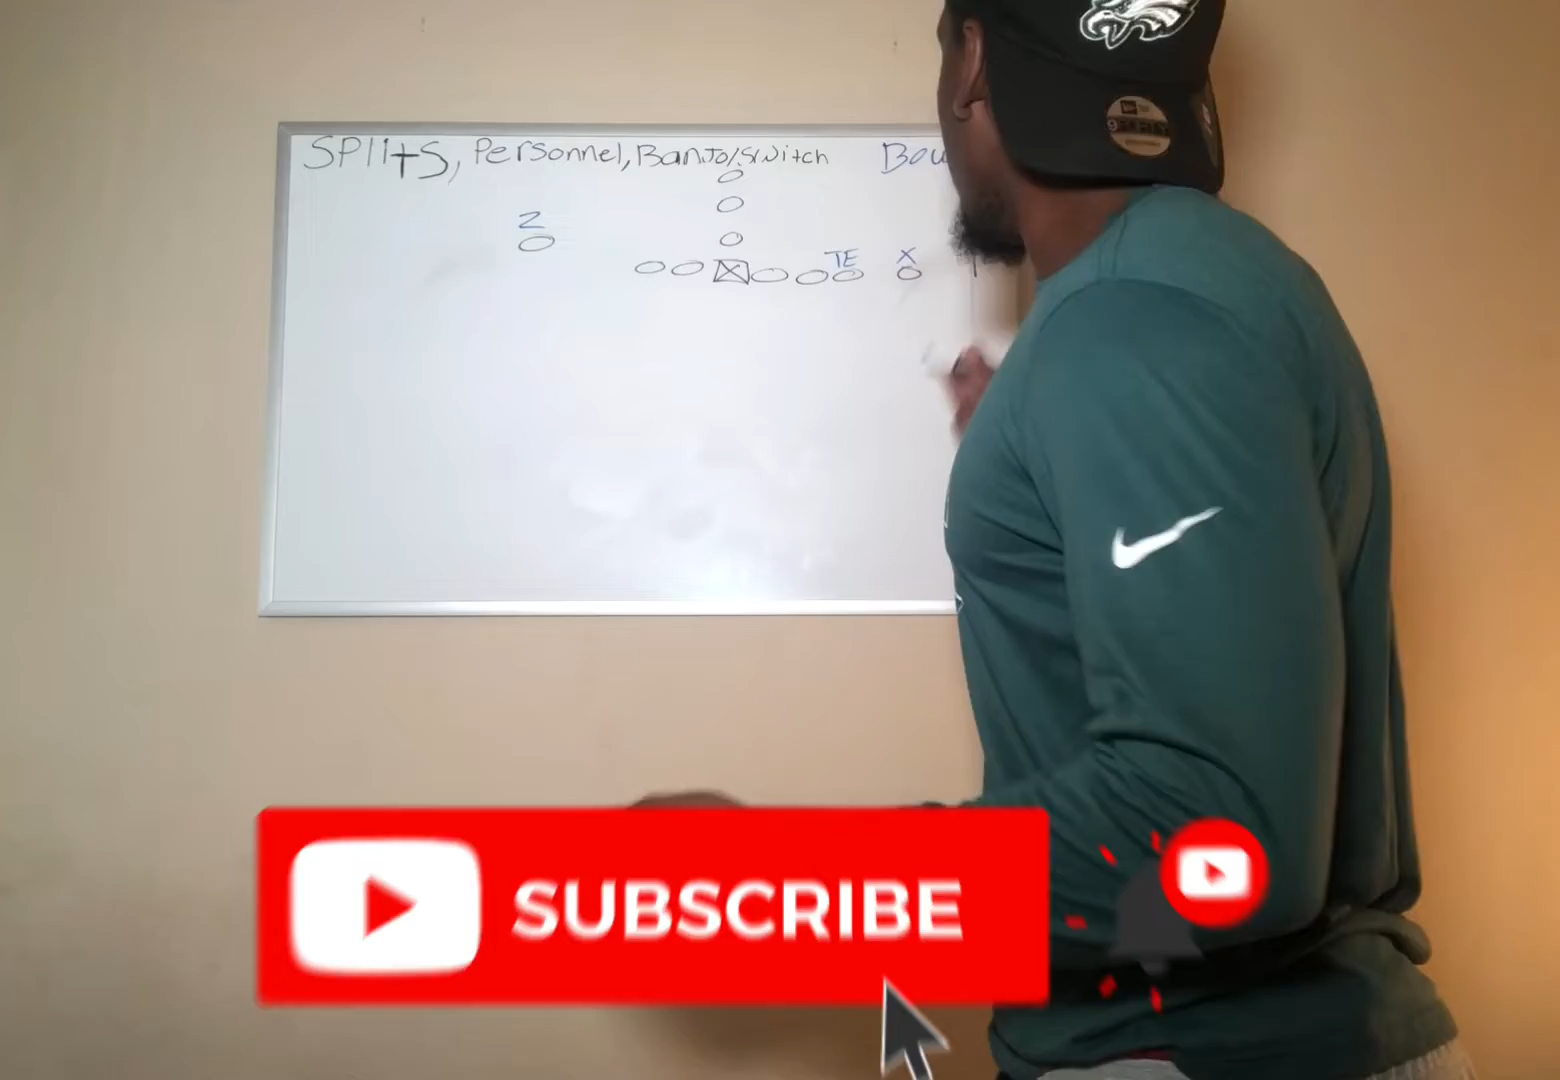 SPlitS, Personnel, Banjo/Switch
Z
TE X
X
SUBSCRIBE